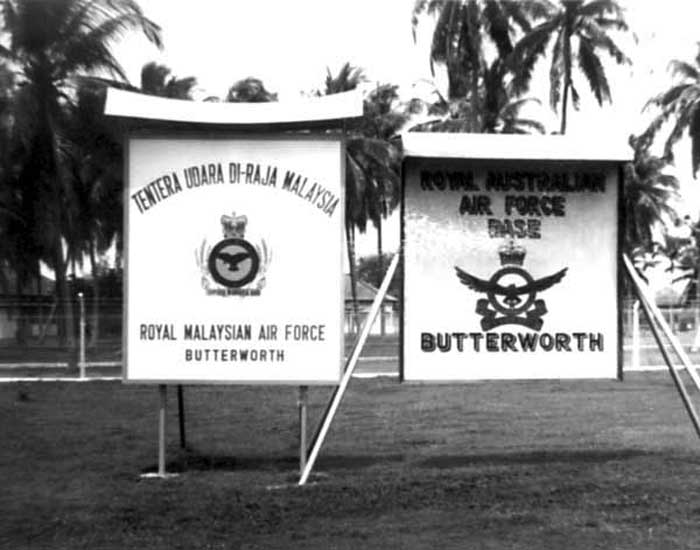 TENTERA UDARA DI-RAJA MALAYSIA
ROYAL MALAYSIAN AIR FORCE
BUTTERWORTH
ROYAL AUSTRALIAN
AIR FORCE
BASE
BUTTERWORTH